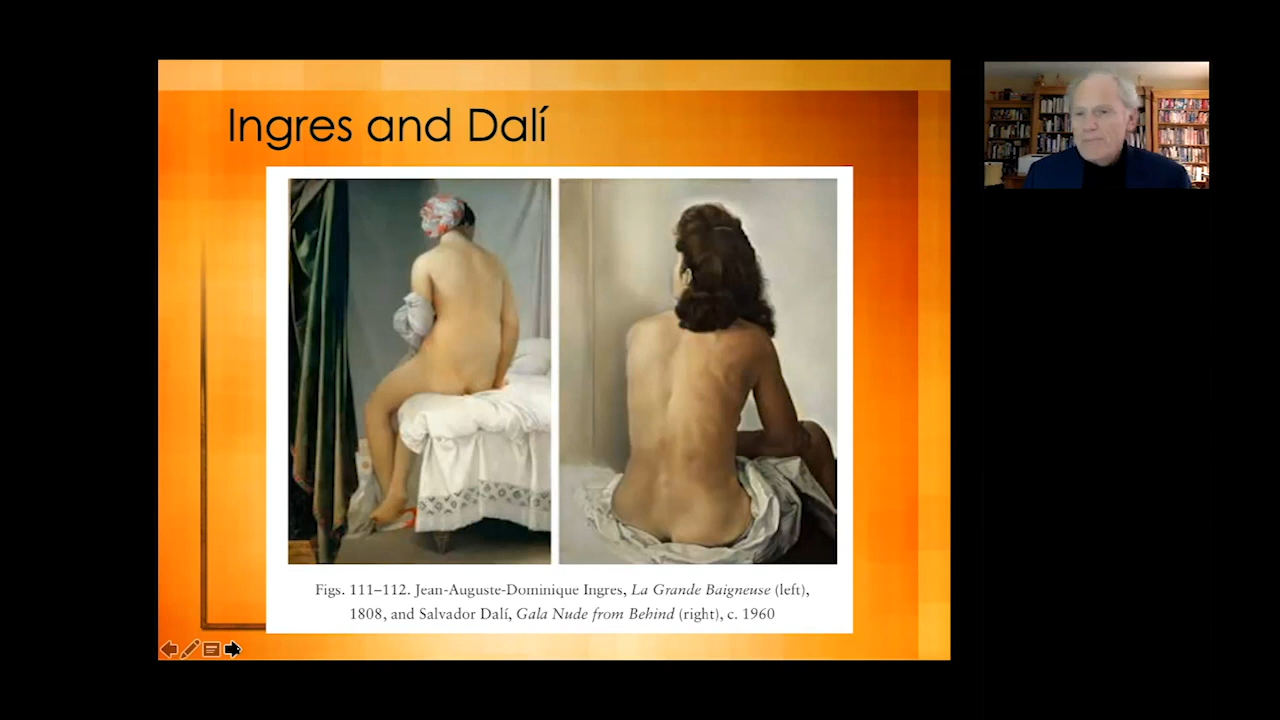 Ingres and Dalí
Figs. 111–112. Jean-Auguste-Dominique Ingres, La Grande Baigneuse (left),
1808, and Salvador Dalí, Gala Nude from Behind (right), c. 1960